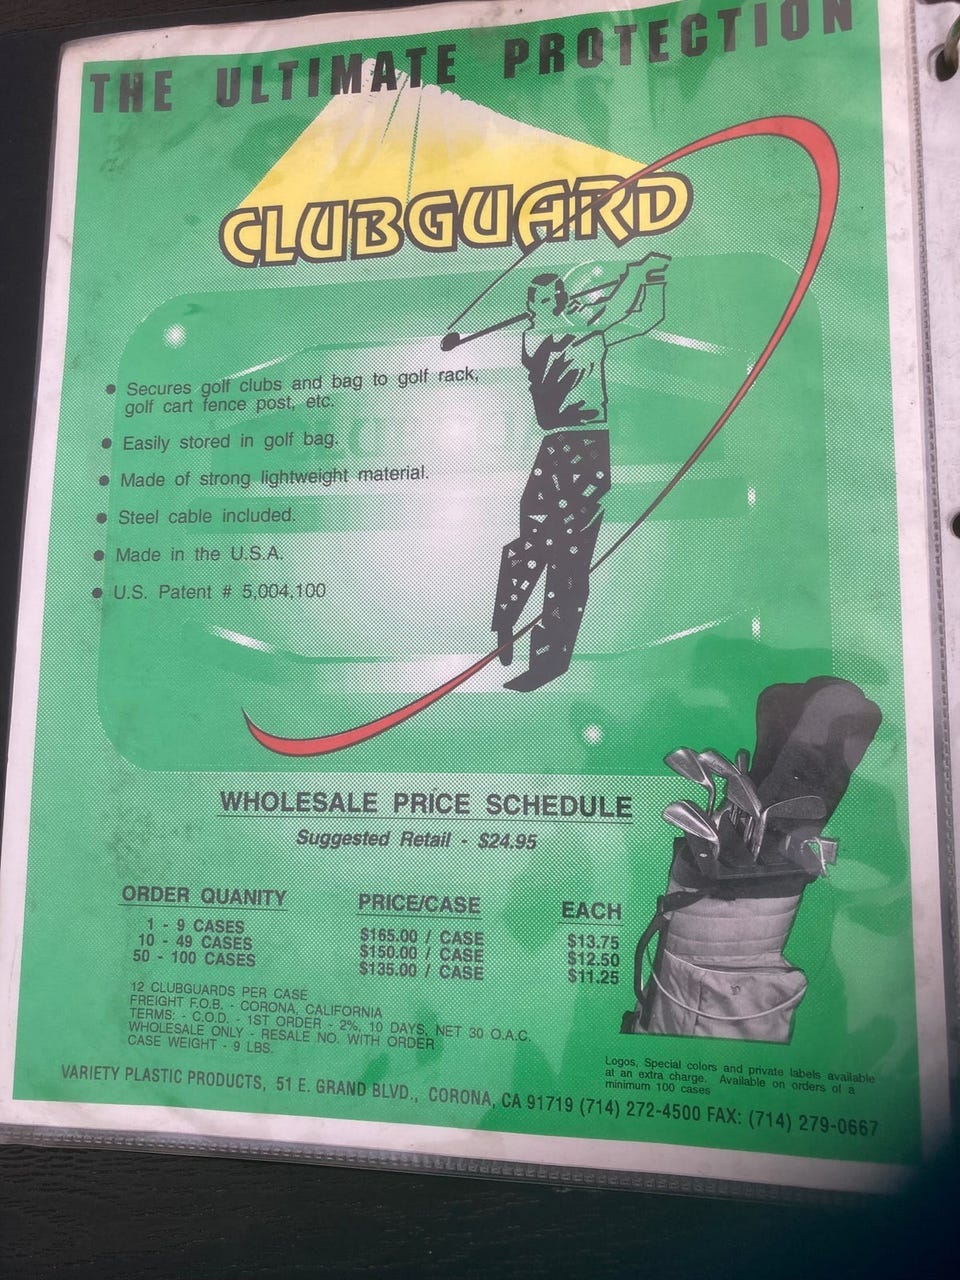 THE ULTIMATE PROTECTION
CLUBGUARD
• Secures golf clubs and bag to golf rack,
golf cart fence post, etc.
• Easily stored in golf bag.
• Made of strong lightweight material.
• Steel cable included.
• Made in the U.S.A.
• U.S. Patent # 5,004,100
WHOLESALE PRICE SCHEDULE
Suggested Retail - $24.95
ORDER QUANITY PRICE/CASE EACH
1 - 9 CASES $165.00 / CASE $13.75
10 - 49 CASES $150.00 / CASE $12.50
50 - 100 CASES $135.00 / CASE $11.25
12 CLUBGUARDS PER CASE
FREIGHT F.O.B. - CORONA, CALIFORNIA
TERMS: - C.O.D. - 1ST ORDER - 2%, 10 DAYS, NET 30 O.A.C.
WHOLESALE ONLY - RESALE NO. WITH ORDER
CASE WEIGHT - 9 LBS.
Logos, Special colors and private labels available
at an extra charge. Available on orders of a
minimum 100 cases
VARIETY PLASTIC PRODUCTS, 51 E. GRAND BLVD., CORONA, CA 91719 (714) 272-4500 FAX: (714) 279-0667